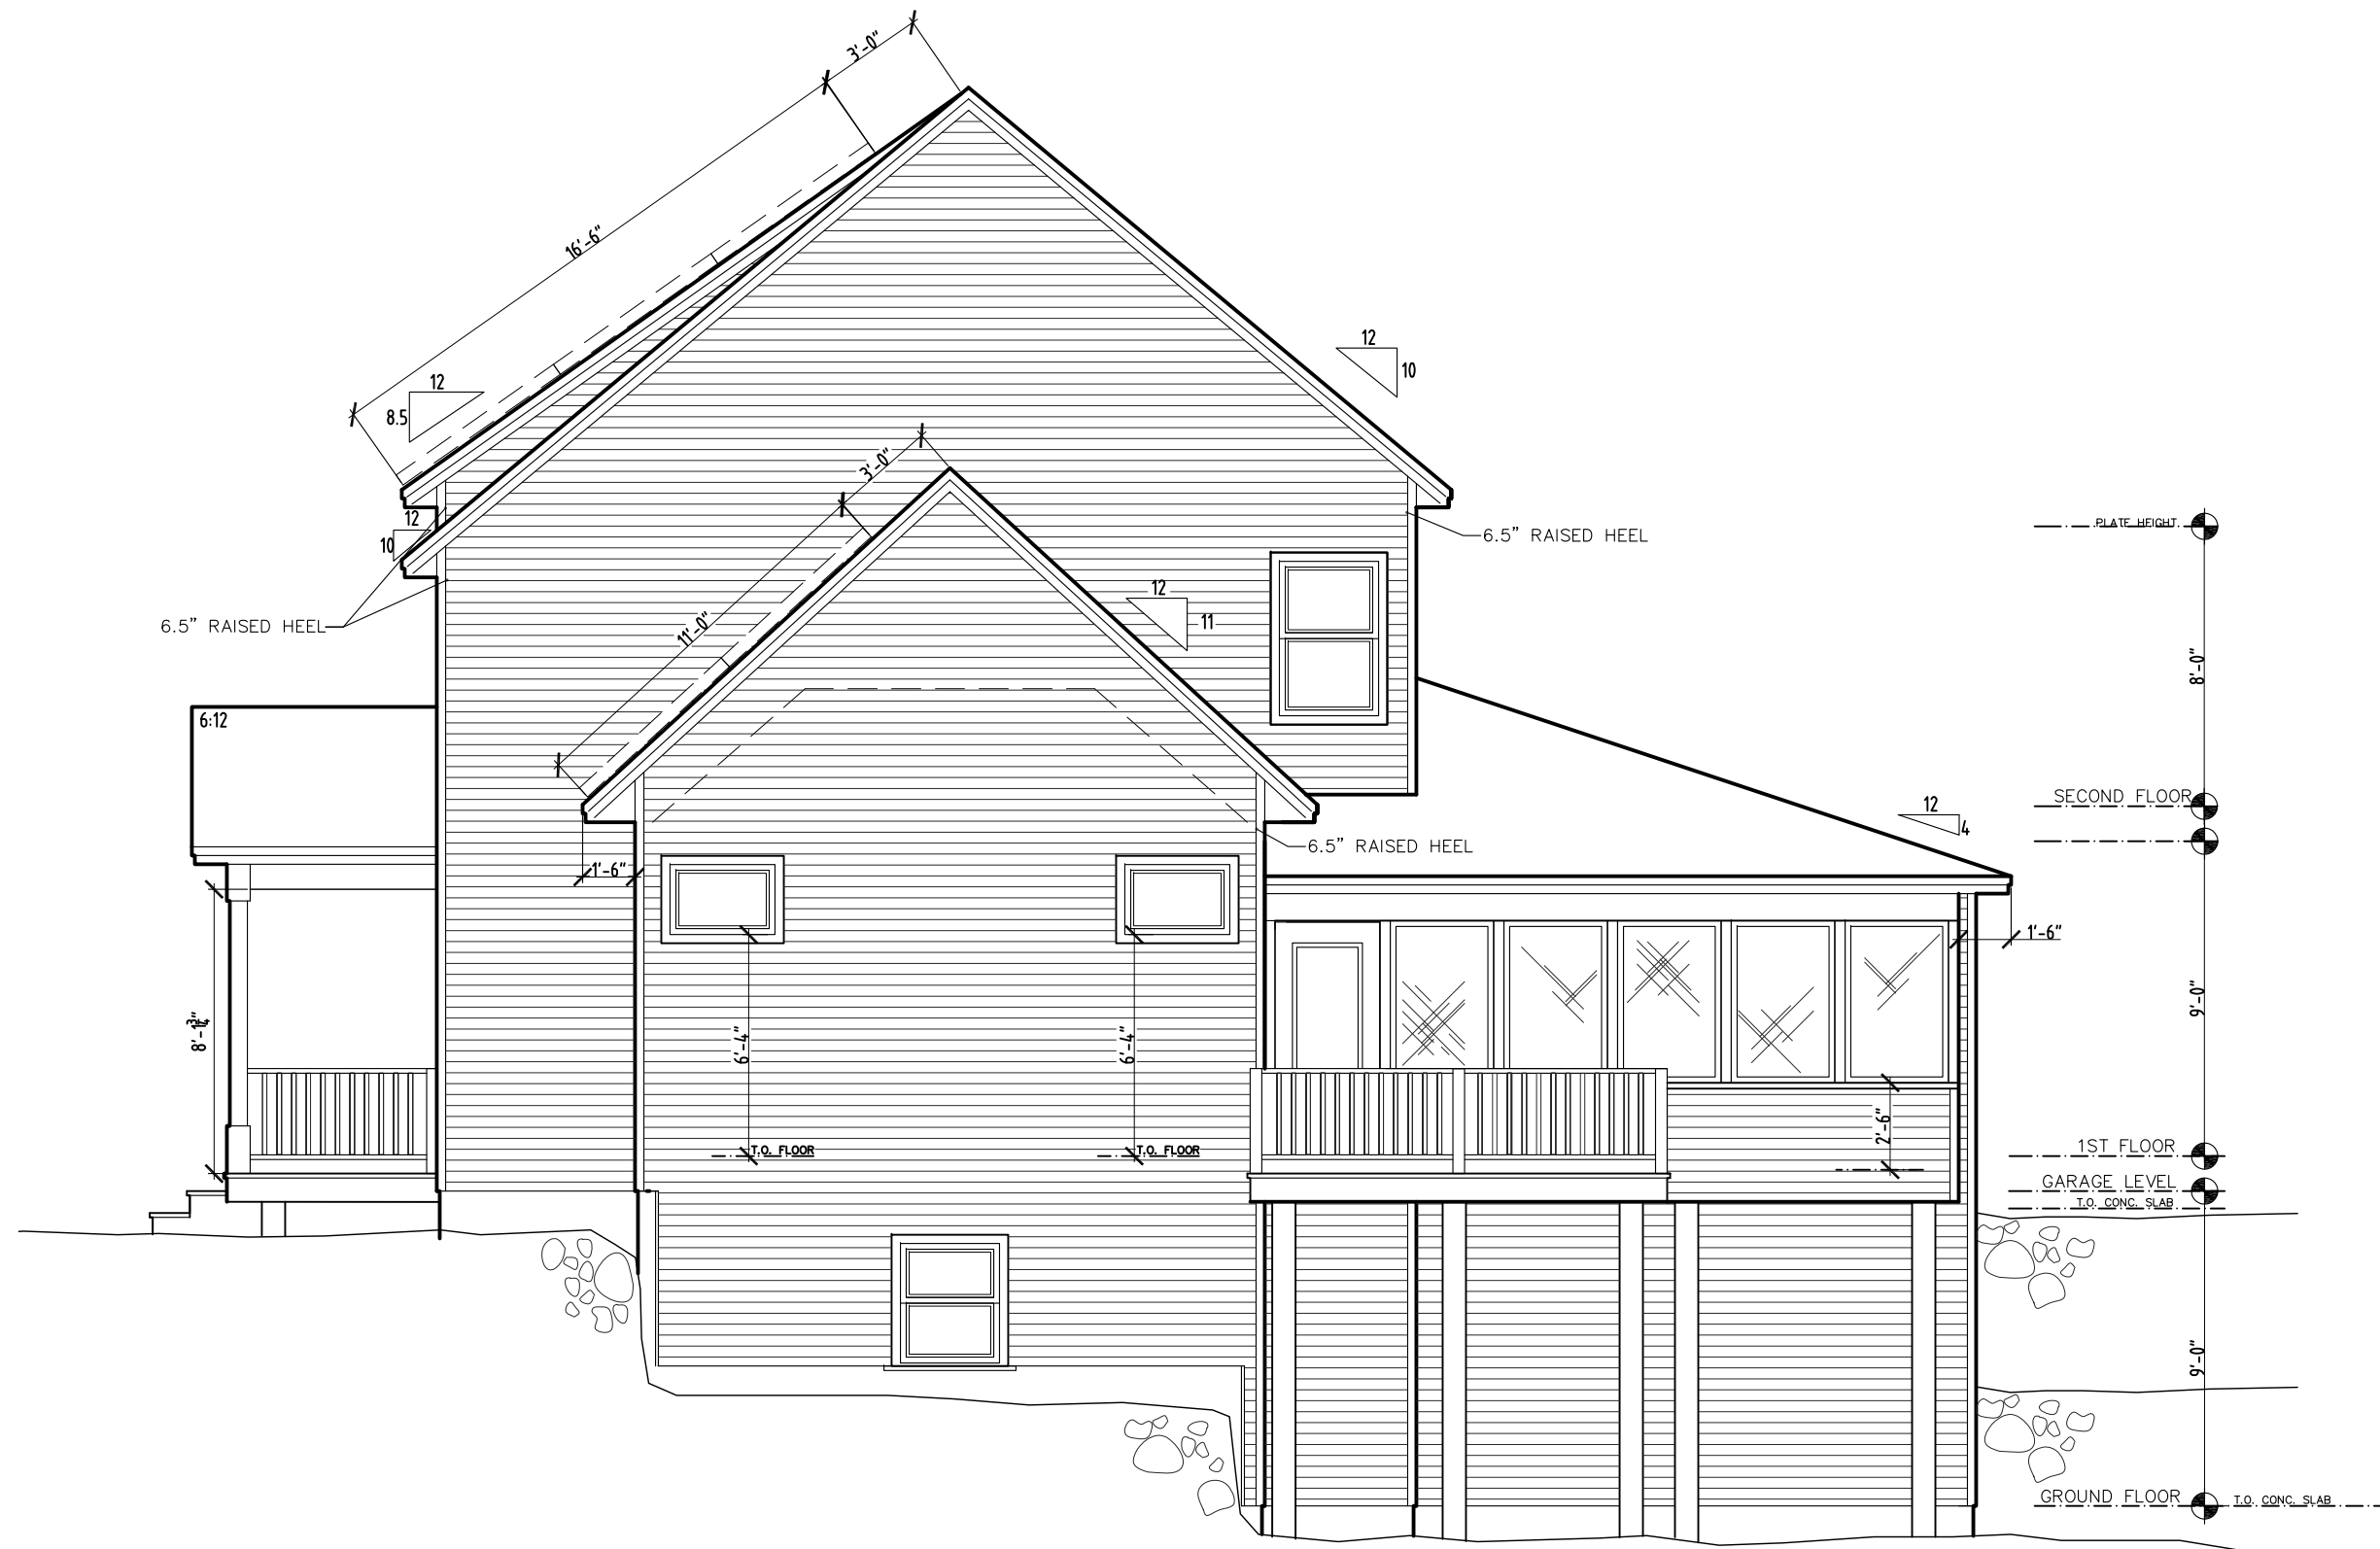 3'-0"
16'-6"
12
10
12
8.5
3'-0"
12
10
PLATE HEIGHT
6.5" RAISED HEEL
12
11
11'-0"
6.5" RAISED HEEL
8'-0"
6:12
SECOND FLOOR
12
4
6.5" RAISED HEEL
1'-6"
1'-6"
9'-0"
6'-4"
6'-4"
2'-6"
T.O. FLOOR
T.O. FLOOR
1ST FLOOR
GARAGE LEVEL
T.O. CONC. SLAB
9'-0"
GROUND FLOOR
T.O. CONC. SLAB